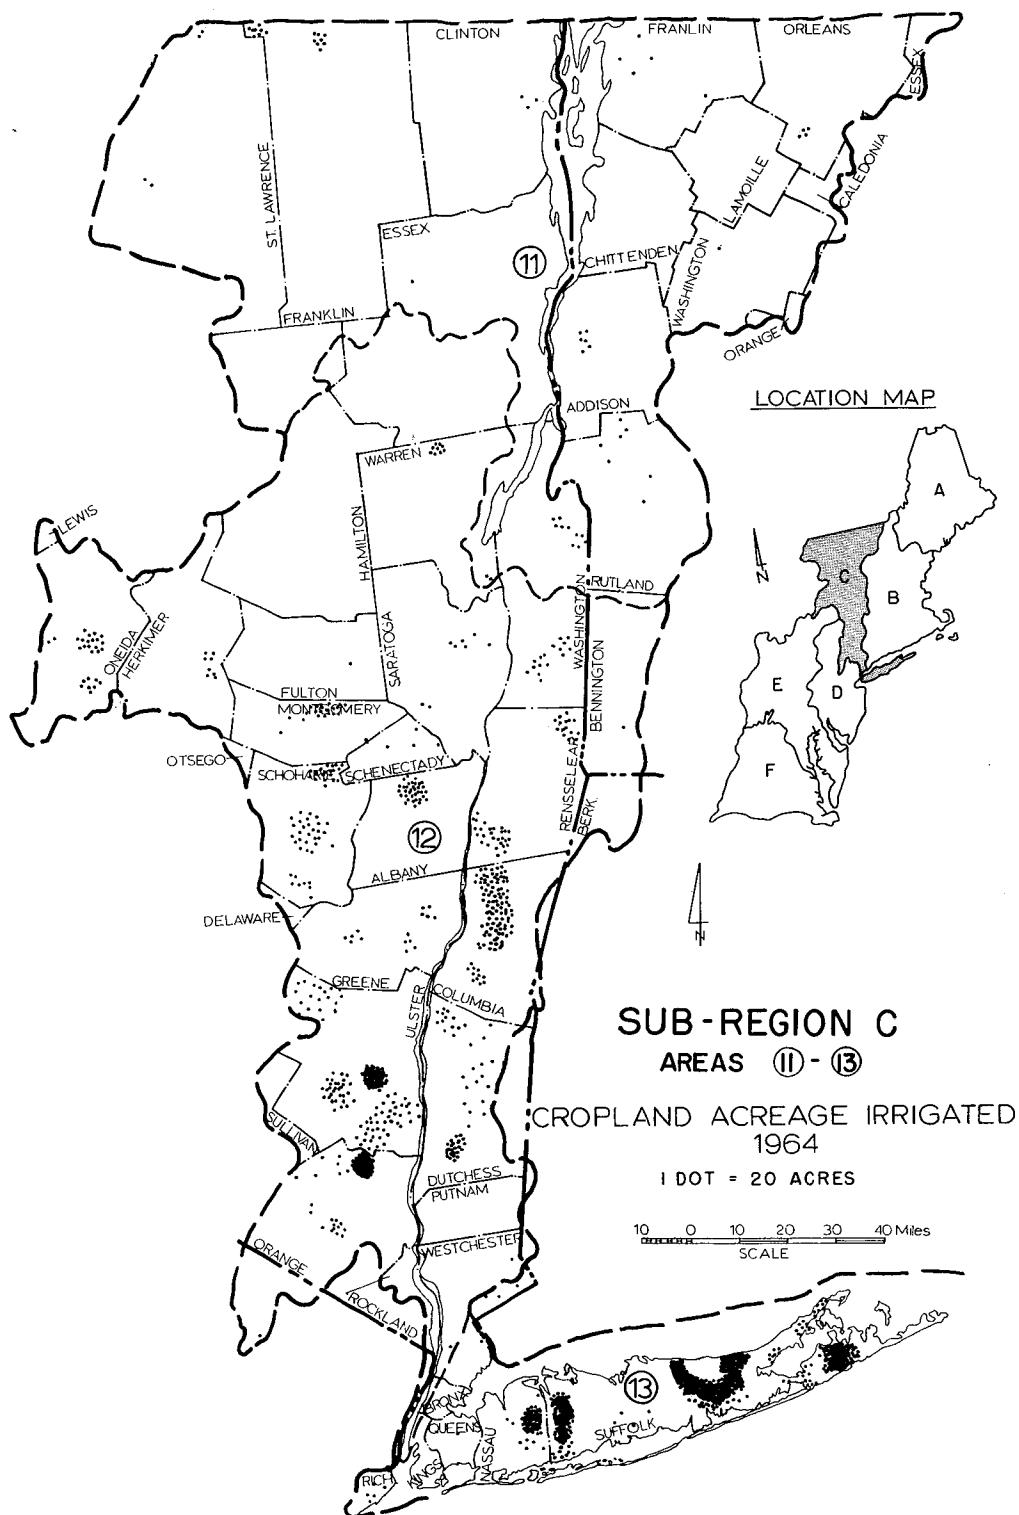 CLINTON
FRANLIN
ORLEANS
ESSEX
ST. LAWRENCE
LAMOILLE
CALEDONIA
ESSEX
11
CHITTENDEN
WASHINGTON
FRANKLIN
ORANGE
LOCATION MAP
ADDISON
WARREN
A
LEWIS
HAMILTON
N
C
B
RUTLAND
WASHINGTON
ONEIDA
HERKIMER
SARATOGA
BENNINGTON
E
D
FULTON
MONTGOMERY
OTSEGO
SCHOHARIE
SCHENECTADY
RENSSELEAR
BERK.
F
12
ALBANY
DELAWARE
N
GREENE
ULSTER
COLUMBIA
SUB-REGION C
AREAS 11 - 13
CROPLAND ACREAGE IRRIGATED
1964
1 DOT = 20 ACRES
SULLIVAN
DUTCHESS
PUTNAM
10 0 10 20 30 40 Miles
SCALE
ORANGE
WESTCHESTER
ROCKLAND
13
BRONX
QUEENS
SUFFOLK
NASSAU
KINGS
RICH.